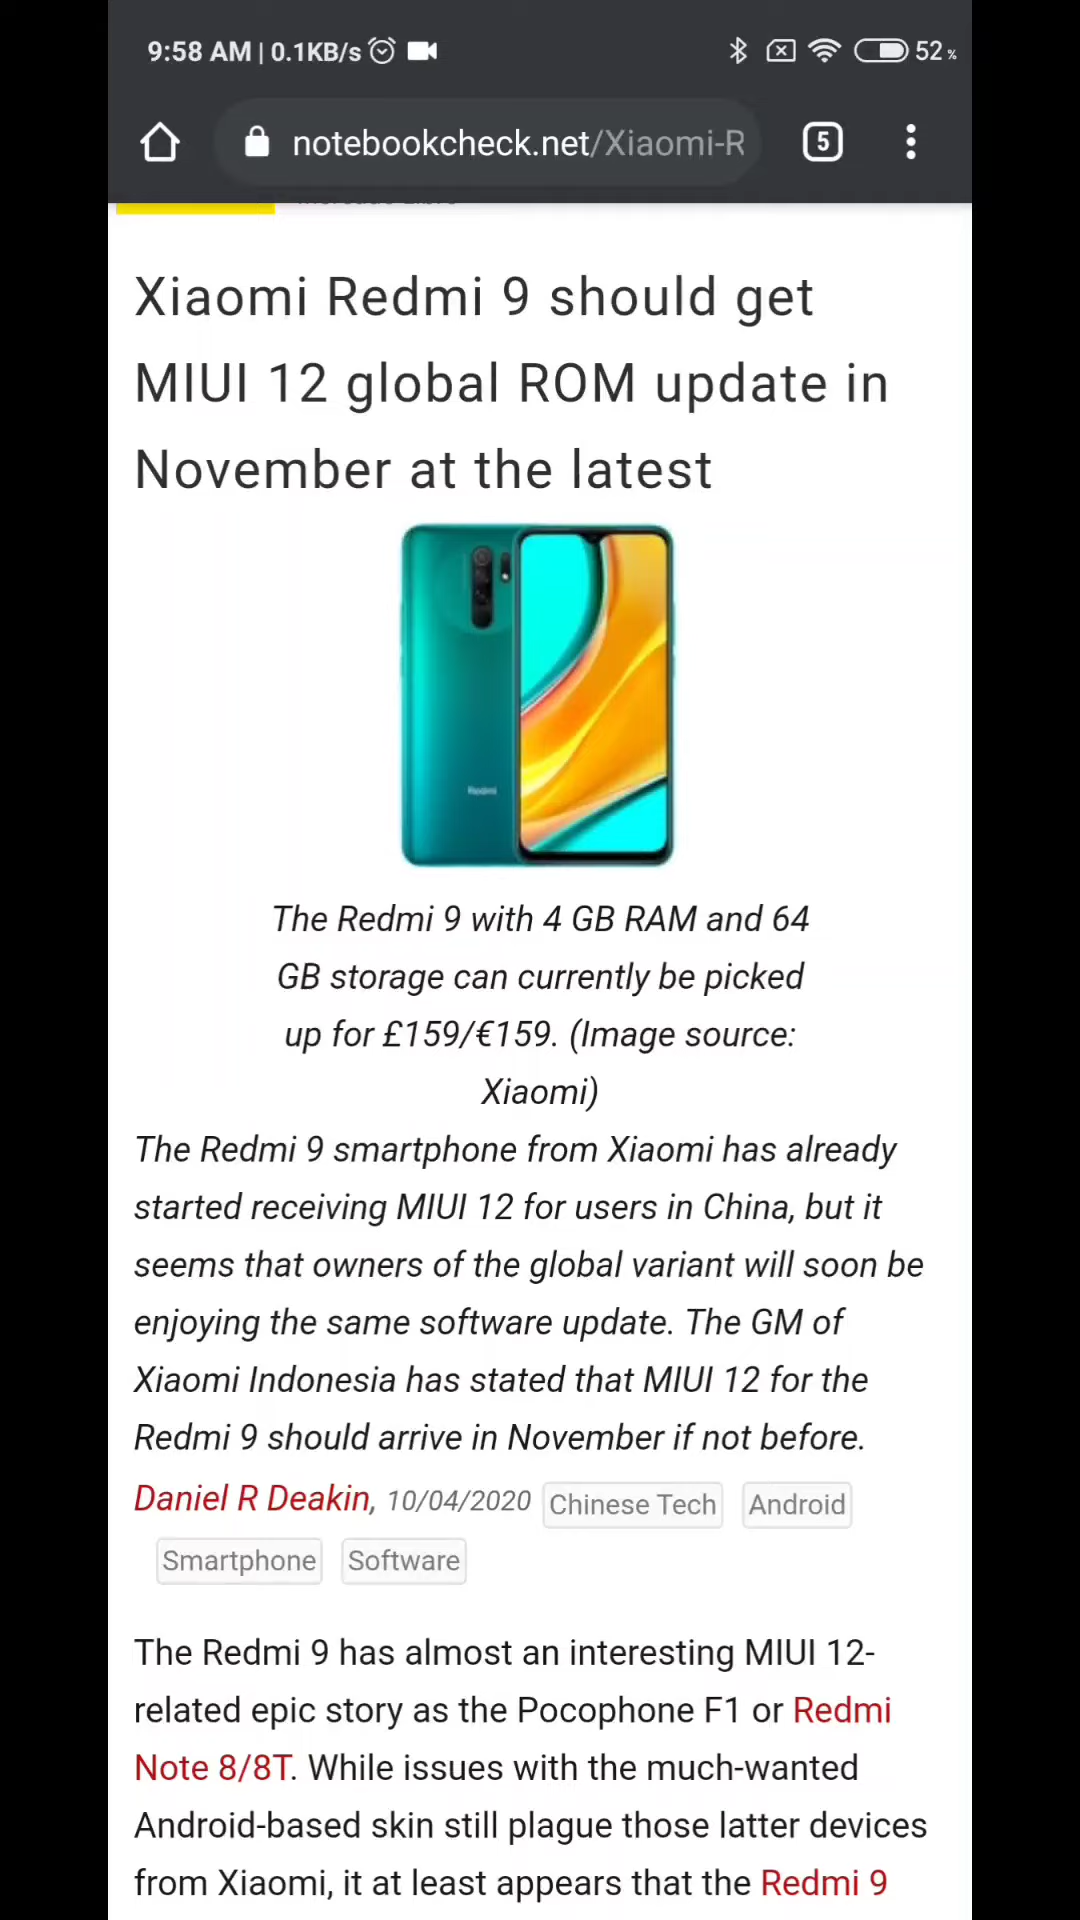 9:58 AM | 0.1KB/s 52%
notebookcheck.net/Xiaomi-R 5
Xiaomi Redmi 9 should get
MIUI 12 global ROM update in
November at the latest
Redmi
The Redmi 9 with 4 GB RAM and 64
GB storage can currently be picked
up for £159/€159. (Image source:
Xiaomi)
The Redmi 9 smartphone from Xiaomi has already
started receiving MIUI 12 for users in China, but it
seems that owners of the global variant will soon be
enjoying the same software update. The GM of
Xiaomi Indonesia has stated that MIUI 12 for the
Redmi 9 should arrive in November if not before.
Daniel R Deakin, 10/04/2020 Chinese Tech Android
Smartphone Software
The Redmi 9 has almost an interesting MIUI 12-
related epic story as the Pocophone F1 or Redmi
Note 8/8T. While issues with the much-wanted
Android-based skin still plague those latter devices
from Xiaomi, it at least appears that the Redmi 9